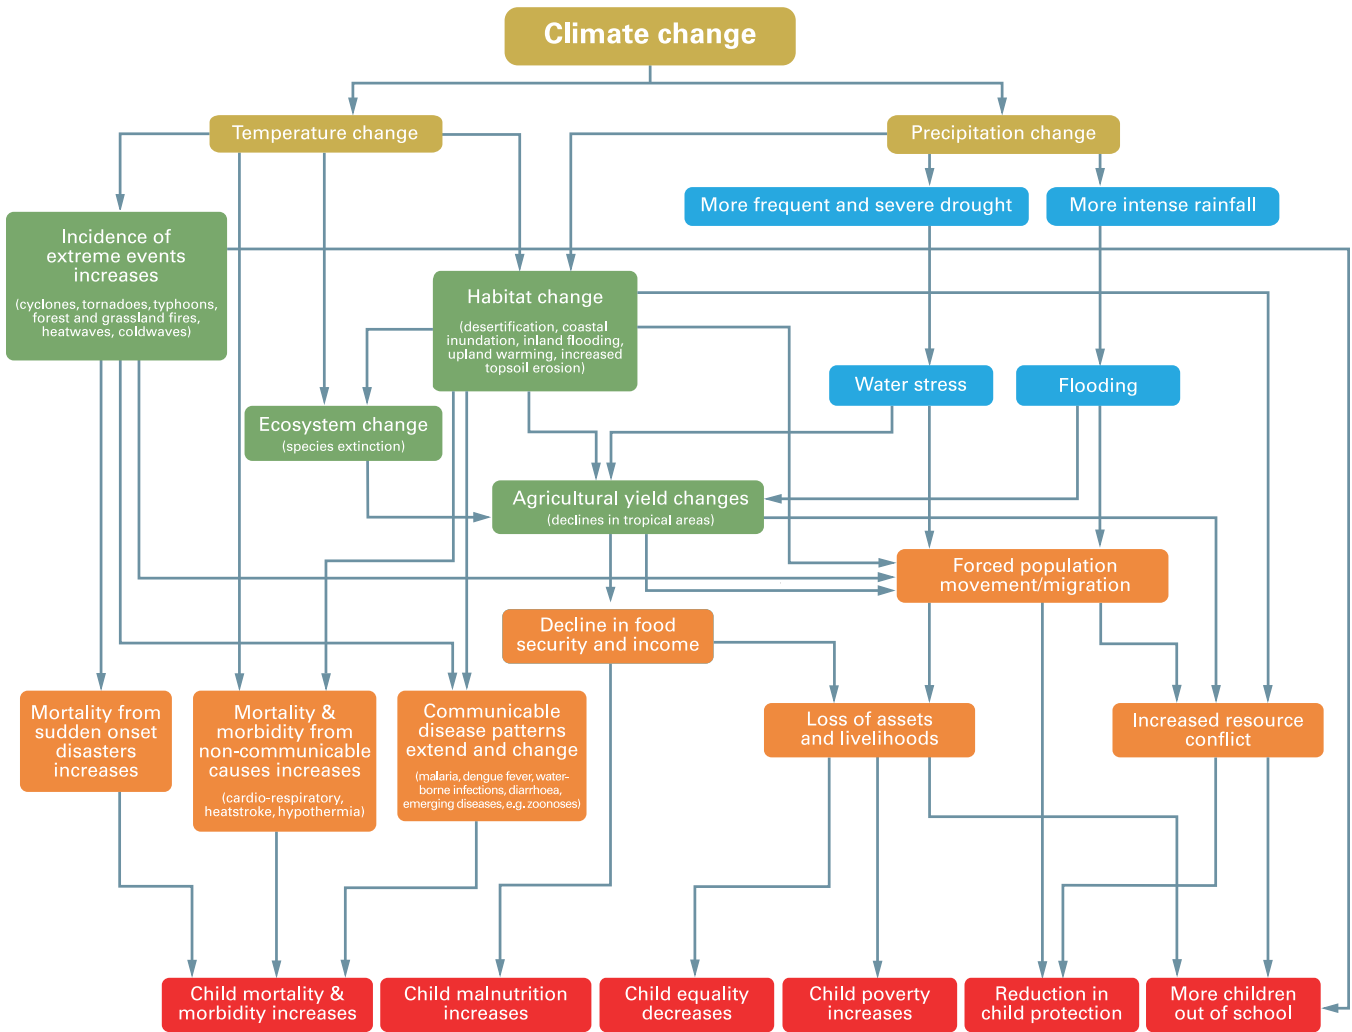 Climate change
Temperature change
Precipitation change
More frequent and severe drought
More intense rainfall
Incidence of
extreme events
increases
(cyclones, tornadoes, typhoons,
forest and grassland fires,
heatwaves, coldwaves)
Habitat change
(desertification, coastal
inundation, inland flooding,
upland warming, increased
topsoil erosion)
Water stress
Flooding
Ecosystem change
(species extinction)
Agricultural yield changes
(declines in tropical areas)
Forced population
movement/migration
Decline in food
security and income
Mortality from
sudden onset
disasters
increases
Mortality &
morbidity from
non-communicable
causes increases
(cardio-respiratory,
heatstroke, hypothermia)
Communicable
disease patterns
extend and change
(malaria, dengue fever, water-
borne infections, diarrhoea,
emerging diseases, e.g. zoonoses)
Loss of assets
and livelihoods
Increased resource
conflict
Child mortality &
morbidity increases
Child malnutrition
increases
Child equality
decreases
Child poverty
increases
Reduction in
child protection
More children
out of school